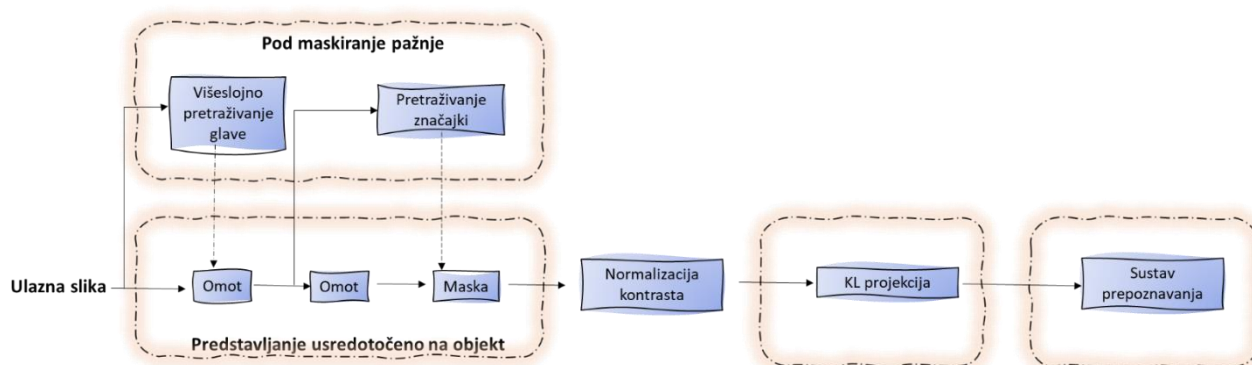 Pod maskiranje pažnje
Višeslojno
pretraživanje
glave
Pretraživanje
značajki
Ulazna slika
Omot
Omot
Maska
Predstavljanje usredotočeno na objekt
Normalizacija
kontrasta
KL projekcija
Sustav
prepoznavanja